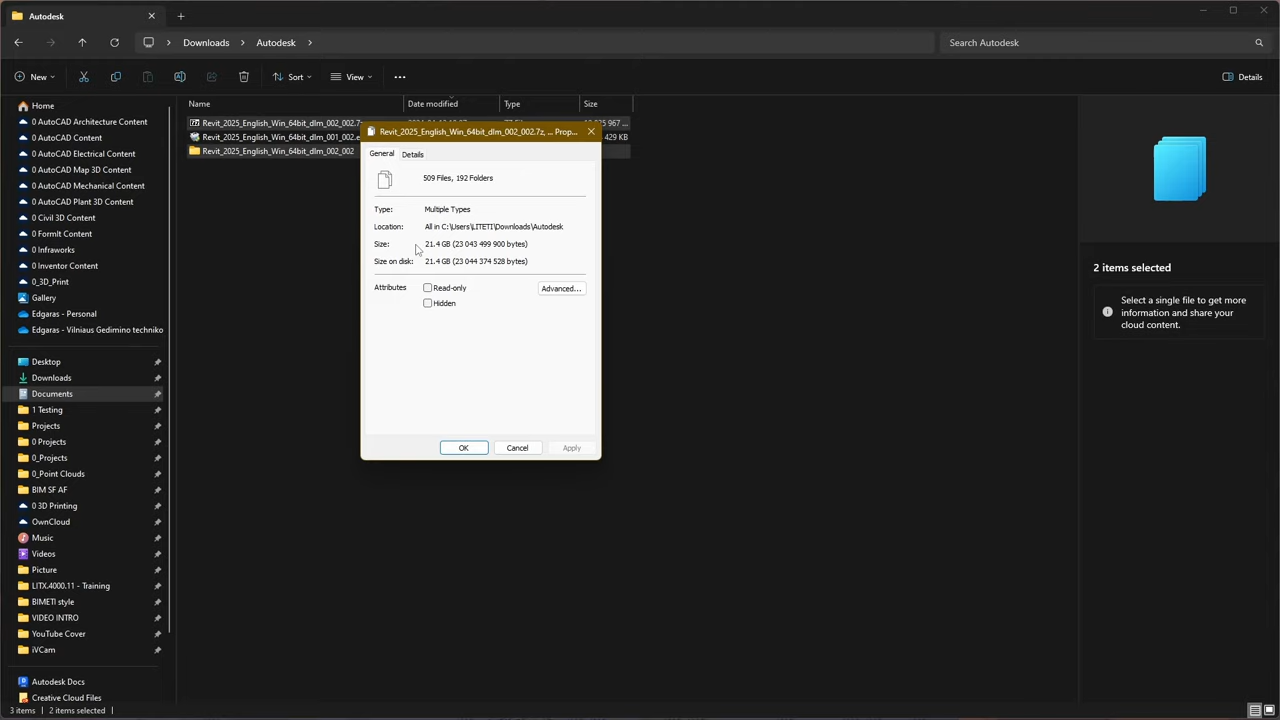 Autodesk
Downloads
Autodesk
Search Autodesk
New
Sort
View
Details
Home
0 AutoCAD Architecture Content
0 AutoCAD Content
0 AutoCAD Electrical Content
0 AutoCAD Map 3D Content
0 AutoCAD Mechanical Content
0 AutoCAD Plant 3D Content
0 Civil 3D Content
0 FormIt Content
0 Infraworks
0 Inventor Content
0_3D_Print
Gallery
Edgaras - Personal
Edgaras - Vilniaus Gedimino techniko
Desktop
Downloads
Documents
1 Testing
Projects
0 Projects
0_Projects
0_Point Clouds
BIM SF AF
0 3D Printing
OwnCloud
Music
Videos
Picture
LITX.4000.11 - Training
BIMETI style
VIDEO INTRO
YouTube Cover
iVCam
Autodesk Docs
Creative Cloud Files
Name
Date modified
Type
Size
Revit_2025_English_Win_64bit_dlm_002_002.7z
Revit_2025_English_Win_64bit_dlm_001_002.e
429 KB
Revit_2025_English_Win_64bit_dlm_002_002
Revit_2025_English_Win_64bit_dlm_002_002.7z, ... Prop...
General
Details
509 Files, 192 Folders
Type: Multiple Types
Location: All in C:\Users\LITETI\Downloads\Autodesk
Size: 21.4 GB (23 043 499 900 bytes)
Size on disk: 21.4 GB (23 044 374 528 bytes)
Attributes
Read-only
Advanced...
Hidden
OK
Cancel
Apply
2 items selected
Select a single file to get more
information and share your
cloud content.
3 items
2 items selected